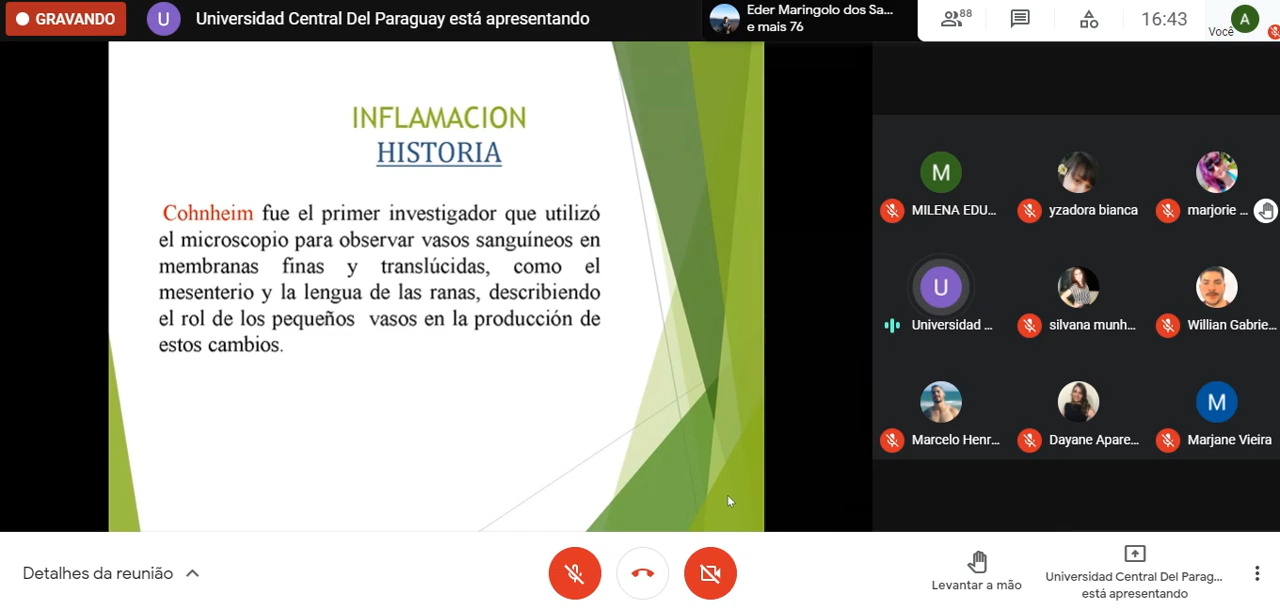 GRAVANDO
U
Universidad Central Del Paraguay está apresentando
Eder Maringolo dos Sa...
e mais 76
88
16:43
Você
A
INFLAMACION
HISTORIA
Cohnheim fue el primer investigador que utilizó
el microscopio para observar vasos sanguíneos en
membranas finas y translúcidas, como el
mesenterio y la lengua de las ranas, describiendo
el rol de los pequeños vasos en la producción de
estos cambios.
M
MILENA EDU...
yzadora bianca
marjorie ...
U
Universidad ...
silvana munh...
Willian Gabrie...
Marcelo Henr...
Dayane Apare...
M
Marjane Vieira
Detalhes da reunião
Levantar a mão
Universidad Central Del Parag...
está apresentando